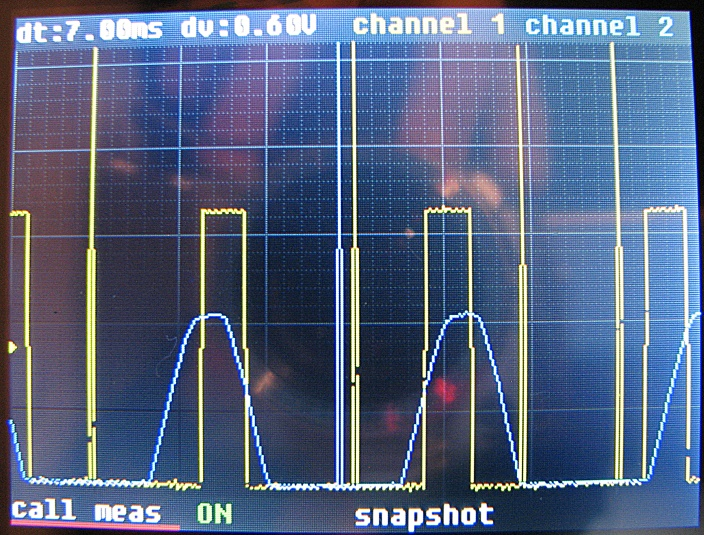 dt:7.00ms dv:0.60V channel 1 channel 2
call meas ON snapshot